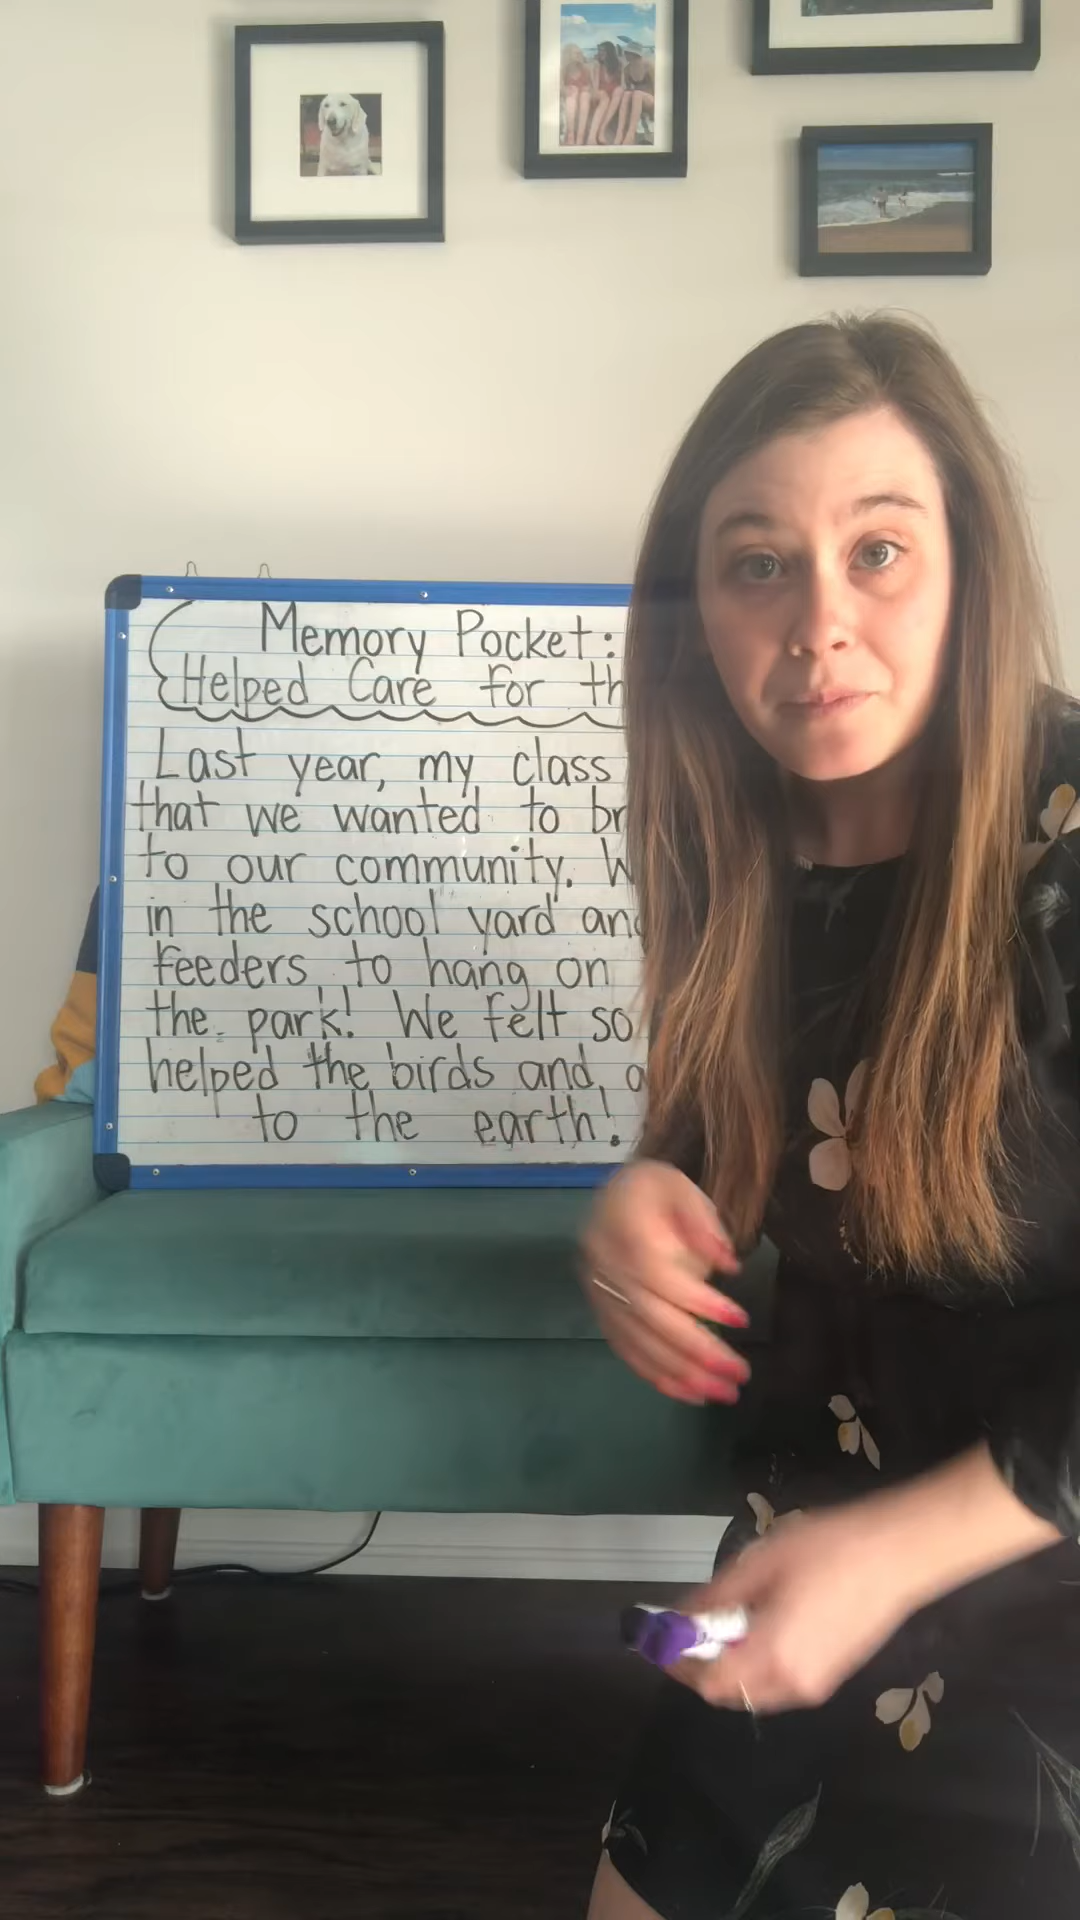 Memory Pocket:
Helped Care for th
Last year, my class
that we wanted to br
to our community. W
in the school yard and
feeders to hang on
the park! We felt so
helped the birds and, a
to the earth!